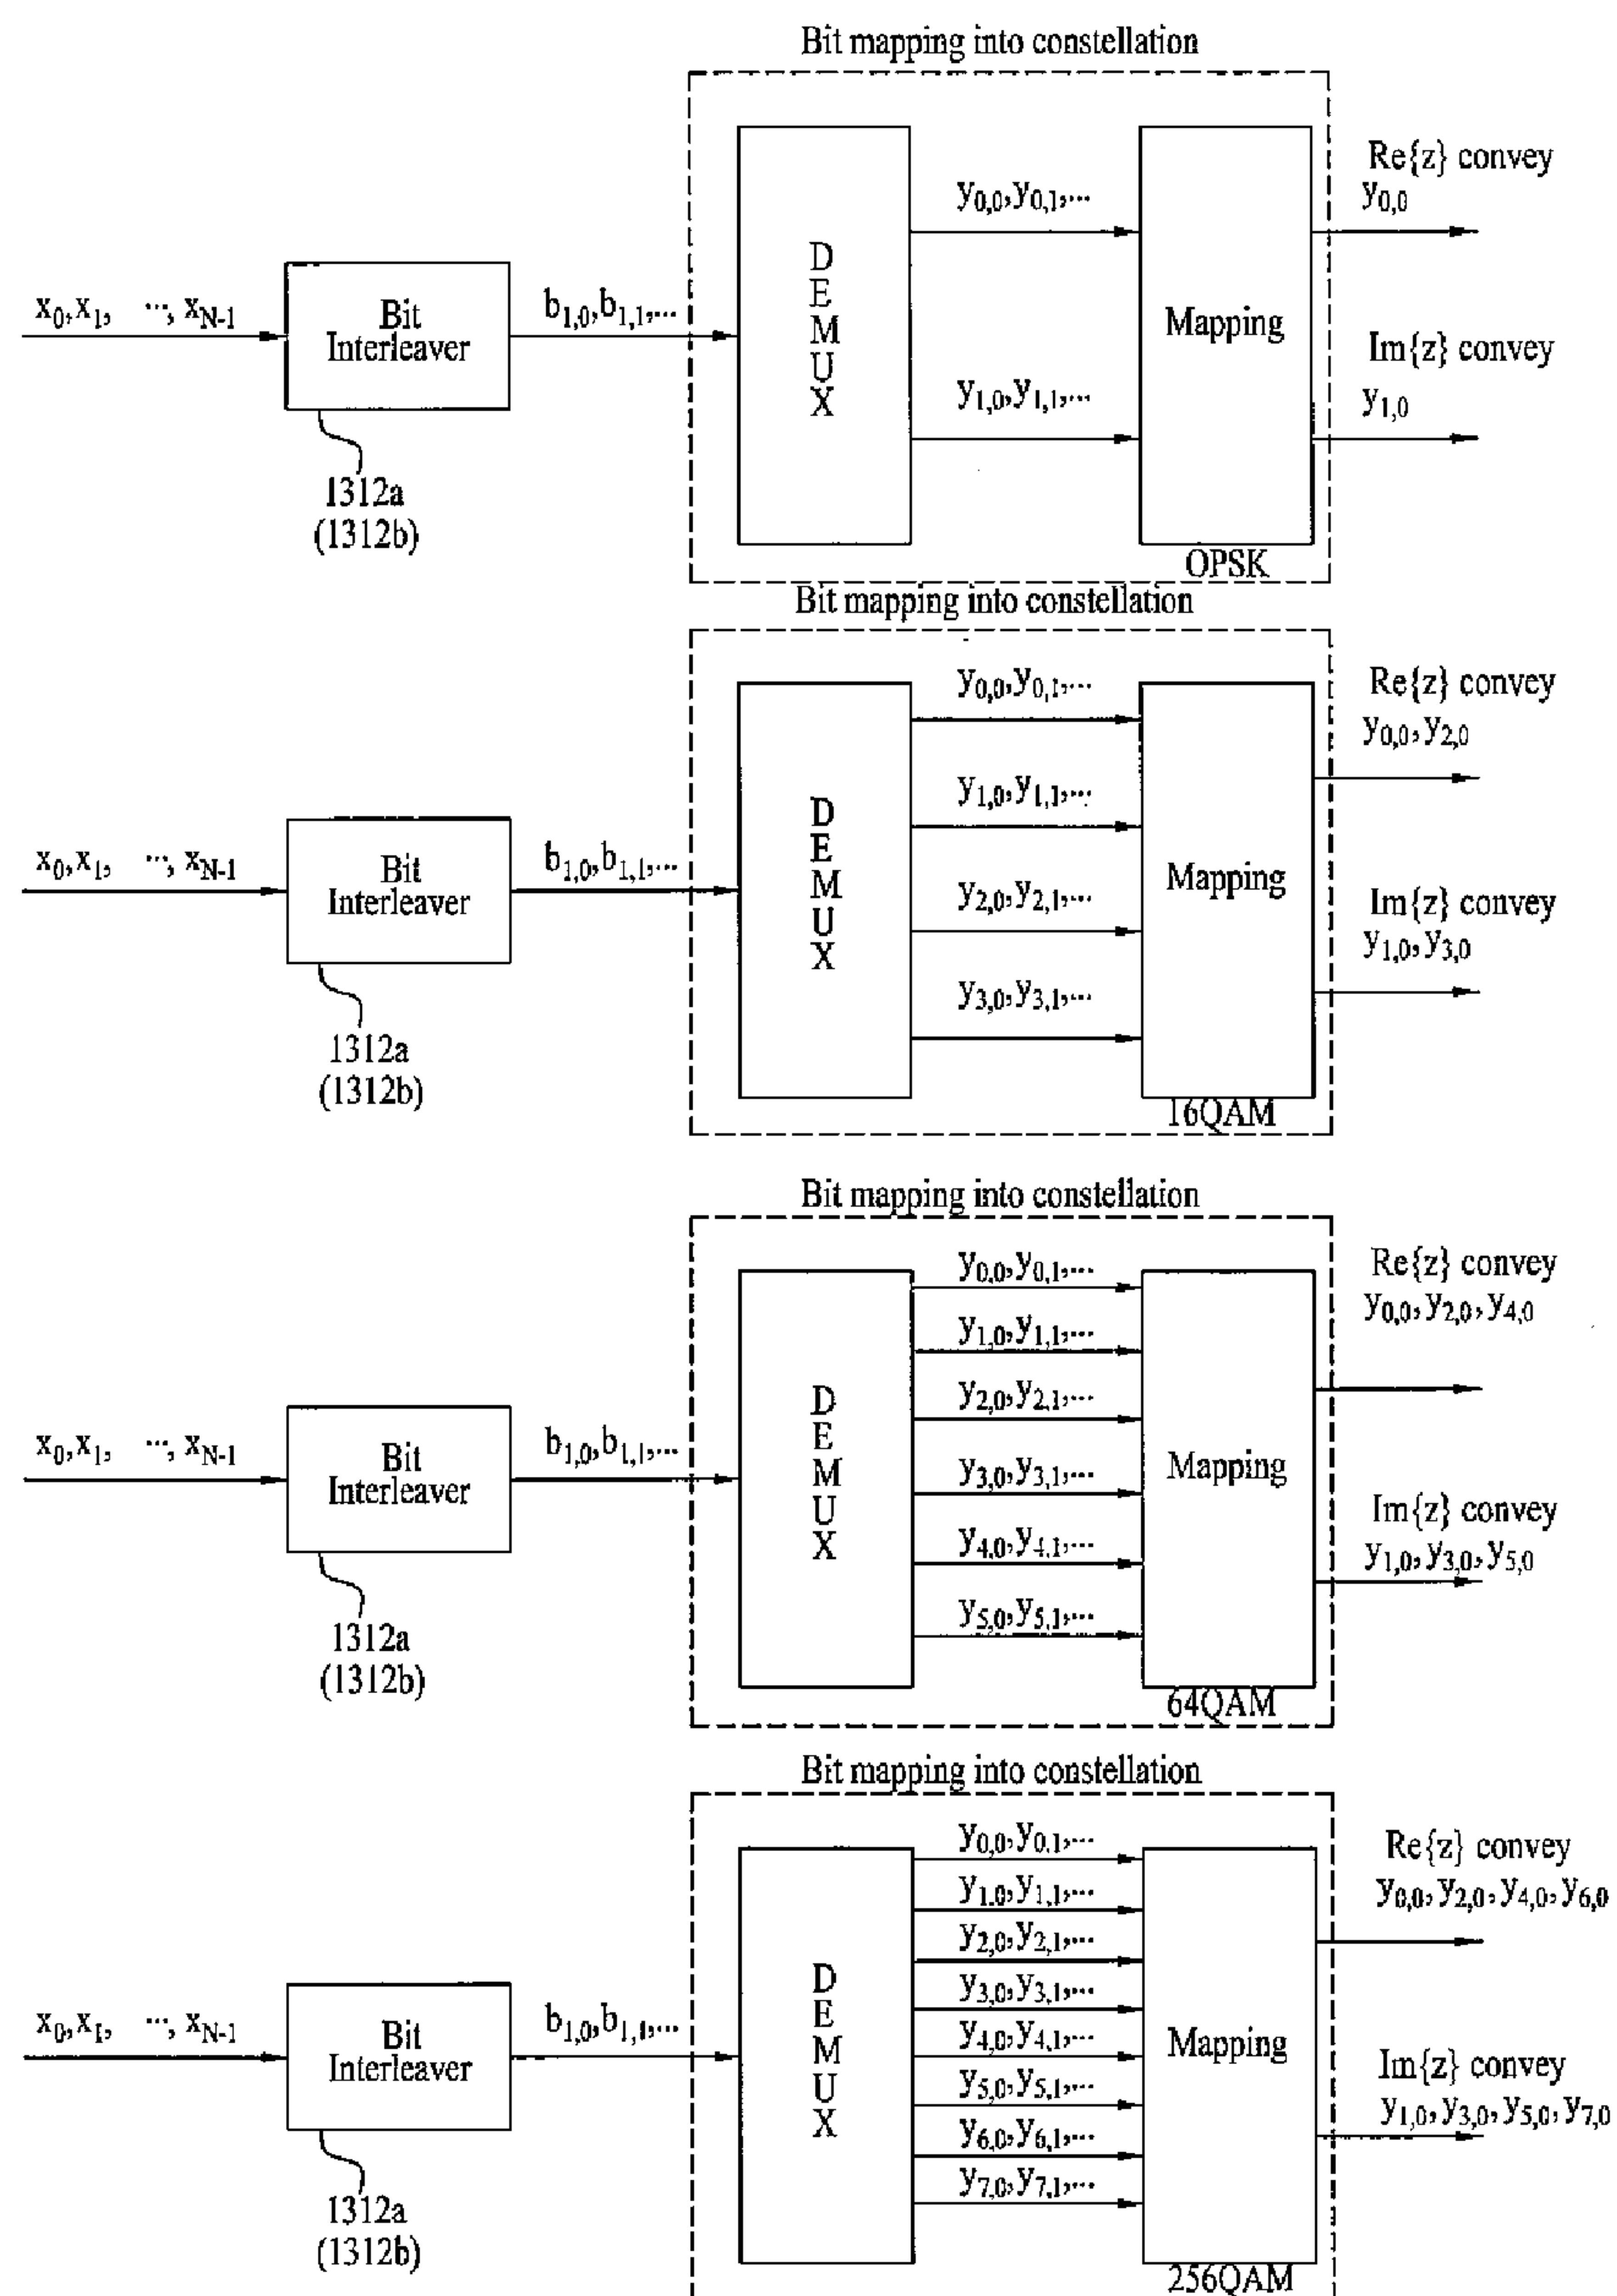 Bit mapping into constellation
x0,x1, ..., xN-1
Bit
Interleaver
1312a
(1312b)
b1,0,b1,1,...
D
E
M
U
X
y0,0,y0,1,...
y1,0,y1,1,...
Mapping
OPSK
Re{z} convey
y0,0
Im{z} convey
y1,0
Bit mapping into constellation
x0,x1, ..., xN-1
Bit
Interleaver
1312a
(1312b)
b1,0,b1,1,...
D
E
M
U
X
y0,0,y0,1,...
y1,0,y1,1,...
y2,0,y2,1,...
y3,0,y3,1,...
Mapping
16QAM
Re{z} convey
y0,0,y2,0
Im{z} convey
y1,0,y3,0
Bit mapping into constellation
x0,x1, ..., xN-1
Bit
Interleaver
1312a
(1312b)
b1,0,b1,1,...
D
E
M
U
X
y0,0,y0,1,...
y1,0,y1,1,...
y2,0,y2,1,...
y3,0,y3,1,...
y4,0,y4,1,...
y5,0,y5,1,...
Mapping
64QAM
Re{z} convey
y0,0,y2,0,y4,0
Im{z} convey
y1,0,y3,0,y5,0
Bit mapping into constellation
x0,x1, ..., xN-1
Bit
Interleaver
1312a
(1312b)
b1,0,b1,1,...
D
E
M
U
X
y0,0,y0,1,...
y1,0,y1,1,...
y2,0,y2,1,...
y3,0,y3,1,...
y4,0,y4,1,...
y5,0,y5,1,...
y6,0,y6,1,...
y7,0,y7,1,...
Mapping
256QAM
Re{z} convey
y0,0,y2,0,y4,0,y6,0
Im{z} convey
y1,0,y3,0,y5,0,y7,0